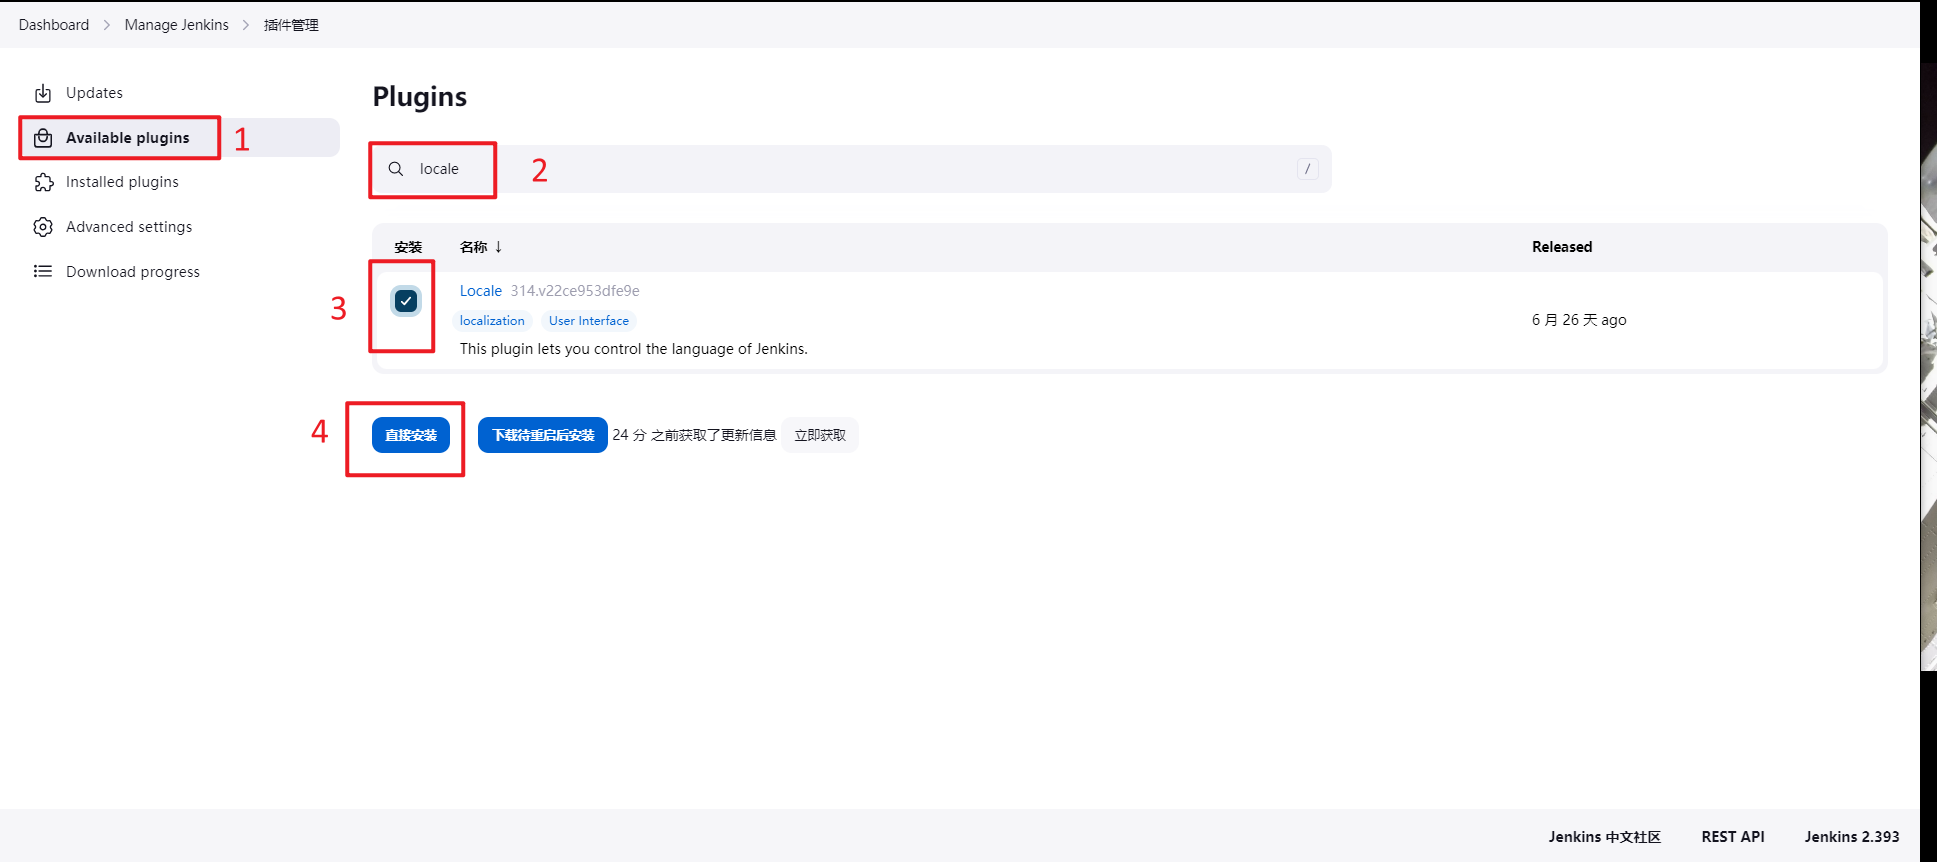 Dashboard > Manage Jenkins > 插件管理
Updates
Available plugins 1
Installed plugins
Advanced settings
Download progress
Plugins
locale 2 /
安装 名称 ↓ Released
3
Locale 314.v22ce953dfe9e
localization User Interface
This plugin lets you control the language of Jenkins.
6 月 26 天 ago
4 直接安装 下载待重启后安装 24 分 之前获取了更新信息 立即获取
Jenkins 中文社区 REST API Jenkins 2.393